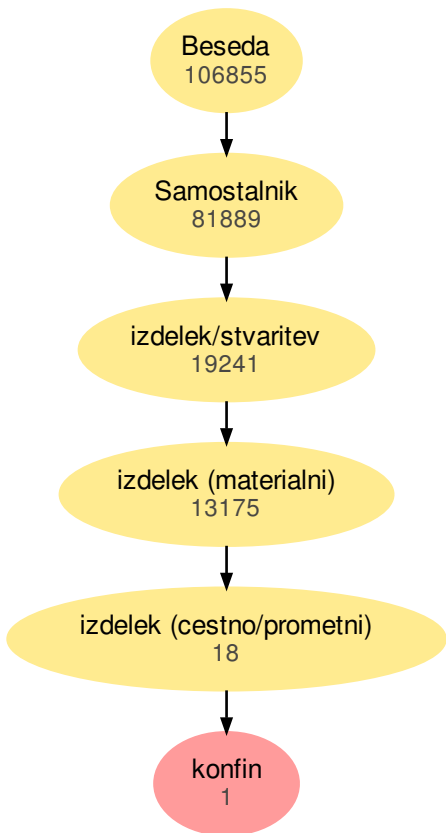 Beseda
106855
Samostalnik
81889
izdelek/stvaritev
19241
izdelek (materialni)
13175
izdelek (cestno/prometni)
18
konfin
1